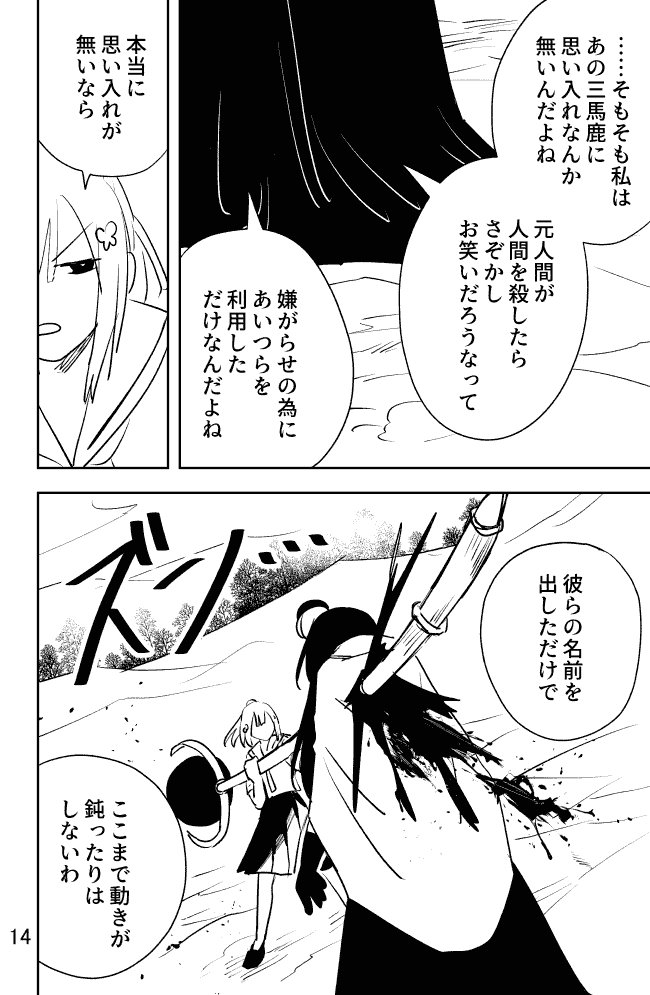 ……そもそも私は
あの三馬鹿に
思い入れなんか
無いんだよね
元人間が
人間を殺したら
さぞかし
お笑いだろうなって
嫌がらせの為に
あいつらを
利用した
だけなんだよね
本当に
思い入れが
無いなら
彼らの名前を
出しただけで
ズン…
ここまで動きが
鈍ったりは
しないわ
14